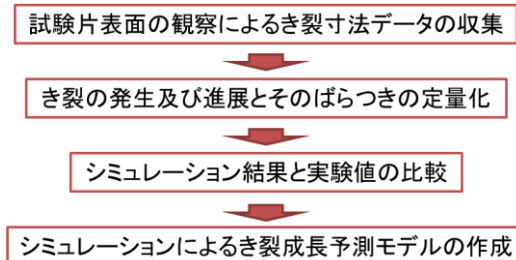 試験片表面の観察によるき裂寸法データの収集
き裂の発生及び進展とそのばらつきの定量化
シミュレーション結果と実験値の比較
シミュレーションによるき裂成長予測モデルの作成